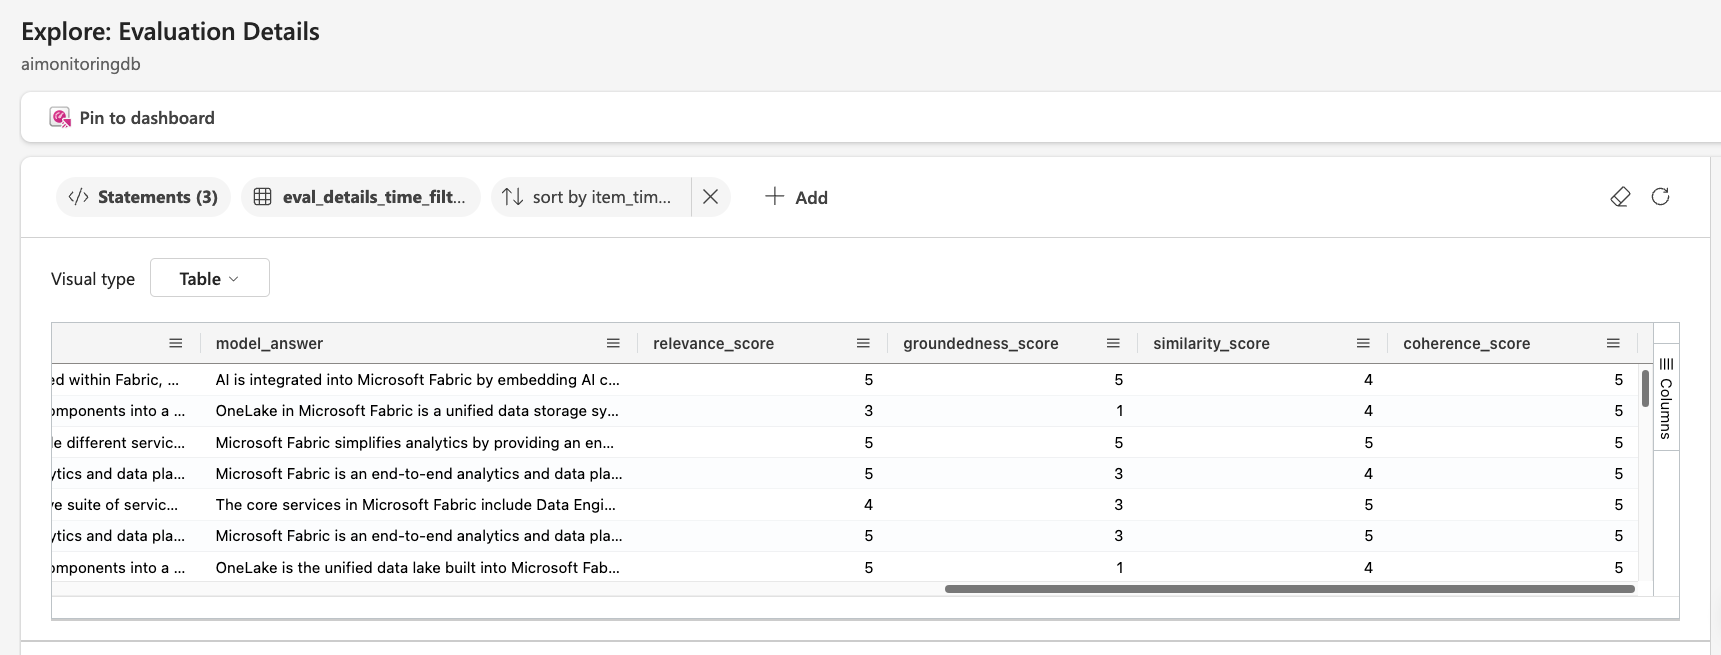 Explore: Evaluation Details
aimonitoringdb
Pin to dashboard
</> Statements (3) eval_details_time_filt... sort by item_tim... Add
Visual type Table
model_answer relevance_score groundedness_score similarity_score coherence_score
ed within Fabric, ... AI is integrated into Microsoft Fabric by embedding AI c... 5 5 4 5
omponents into a ... OneLake in Microsoft Fabric is a unified data storage sy... 3 1 4 5
le different servic... Microsoft Fabric simplifies analytics by providing an en... 5 5 5 5
ytics and data pla... Microsoft Fabric is an end-to-end analytics and data pla... 5 3 4 5
ve suite of servic... The core services in Microsoft Fabric include Data Engi... 4 3 5 5
ytics and data pla... Microsoft Fabric is an end-to-end analytics and data pla... 5 3 5 5
omponents into a ... OneLake is the unified data lake built into Microsoft Fab... 5 1 4 5
Columns